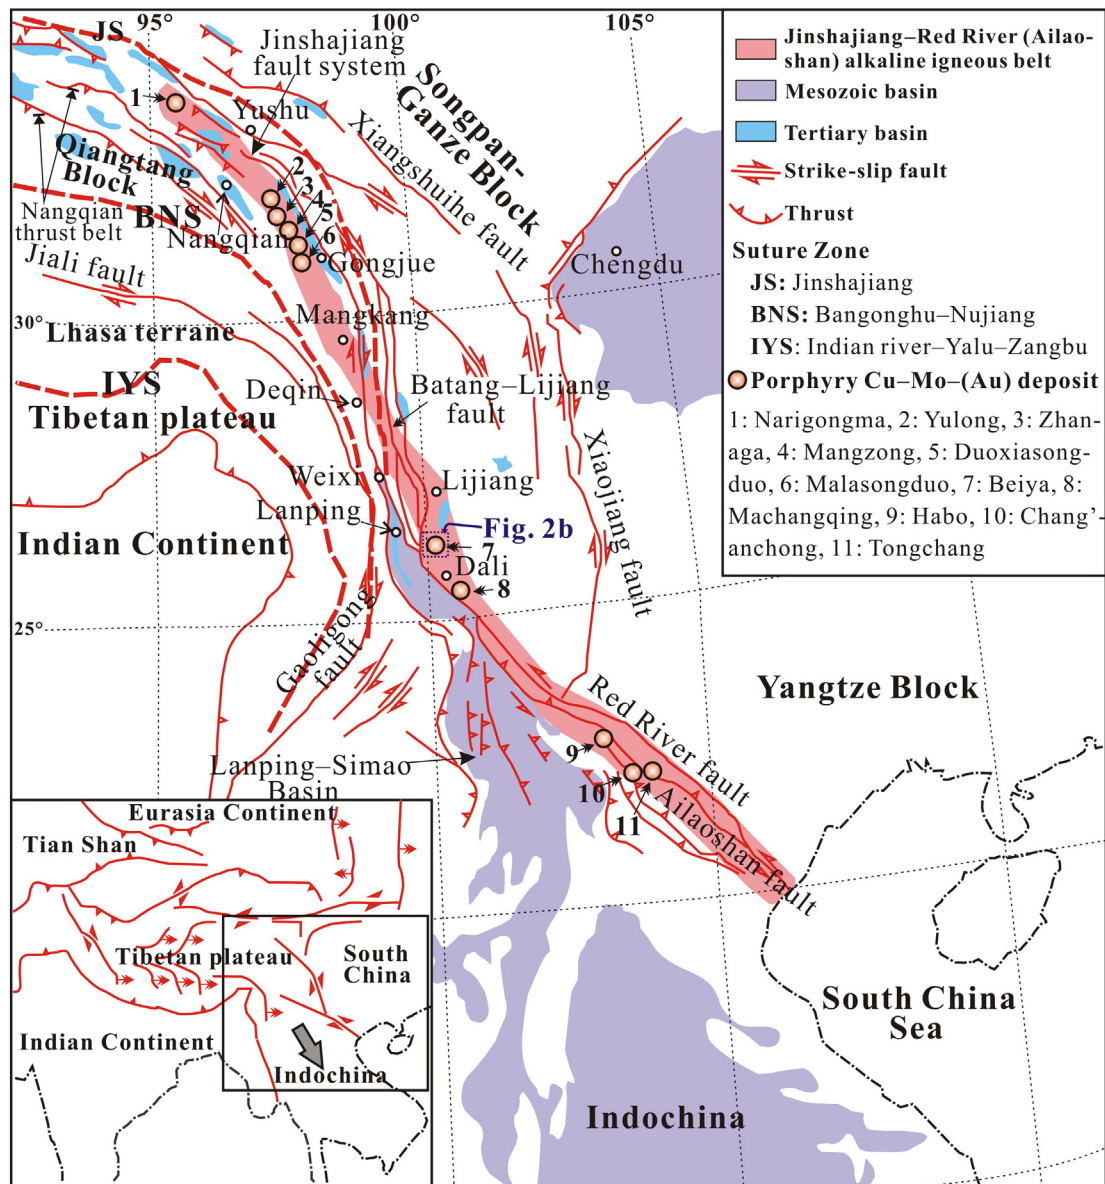 95°
100°
105°
JS
Jinshajiang
fault system
Songpan-
Ganze Block
1
Yushu
Xiangshuihe fault
Qiangtang
Block
2
3
4
5
6
BNS
Nangqian
thrust belt
Nangqian
Gongjue
Chengdu
Jiali fault
30°
Mangkang
Lhasa terrane
IYS
Tibetan plateau
Deqin
Batang–Lijiang
fault
Xiaojiang fault
Weixi
Lijiang
Lanping
Fig. 2b
Indian Continent
7
Dali
8
25°
Gaoligong
fault
Yangtze Block
Red River fault
Lanping–Simao
Basin
9
10
11
Ailaoshan fault
South China
Sea
Indochina
Jinshajiang–Red River (Ailao-
shan) alkaline igneous belt
Mesozoic basin
Tertiary basin
Strike-slip fault
Thrust
Suture Zone
JS: Jinshajiang
BNS: Bangonghu–Nujiang
IYS: Indian river–Yalu–Zangbu
Porphyry Cu–Mo–(Au) deposit
1: Narigongma, 2: Yulong, 3: Zhan-
aga, 4: Mangzong, 5: Duoxiasong-
duo, 6: Malasongduo, 7: Beiya, 8:
Machangqing, 9: Habo, 10: Chang'-
anchong, 11: Tongchang
Eurasia Continent
Tian Shan
Tibetan plateau
South
China
Indian Continent
Indochina